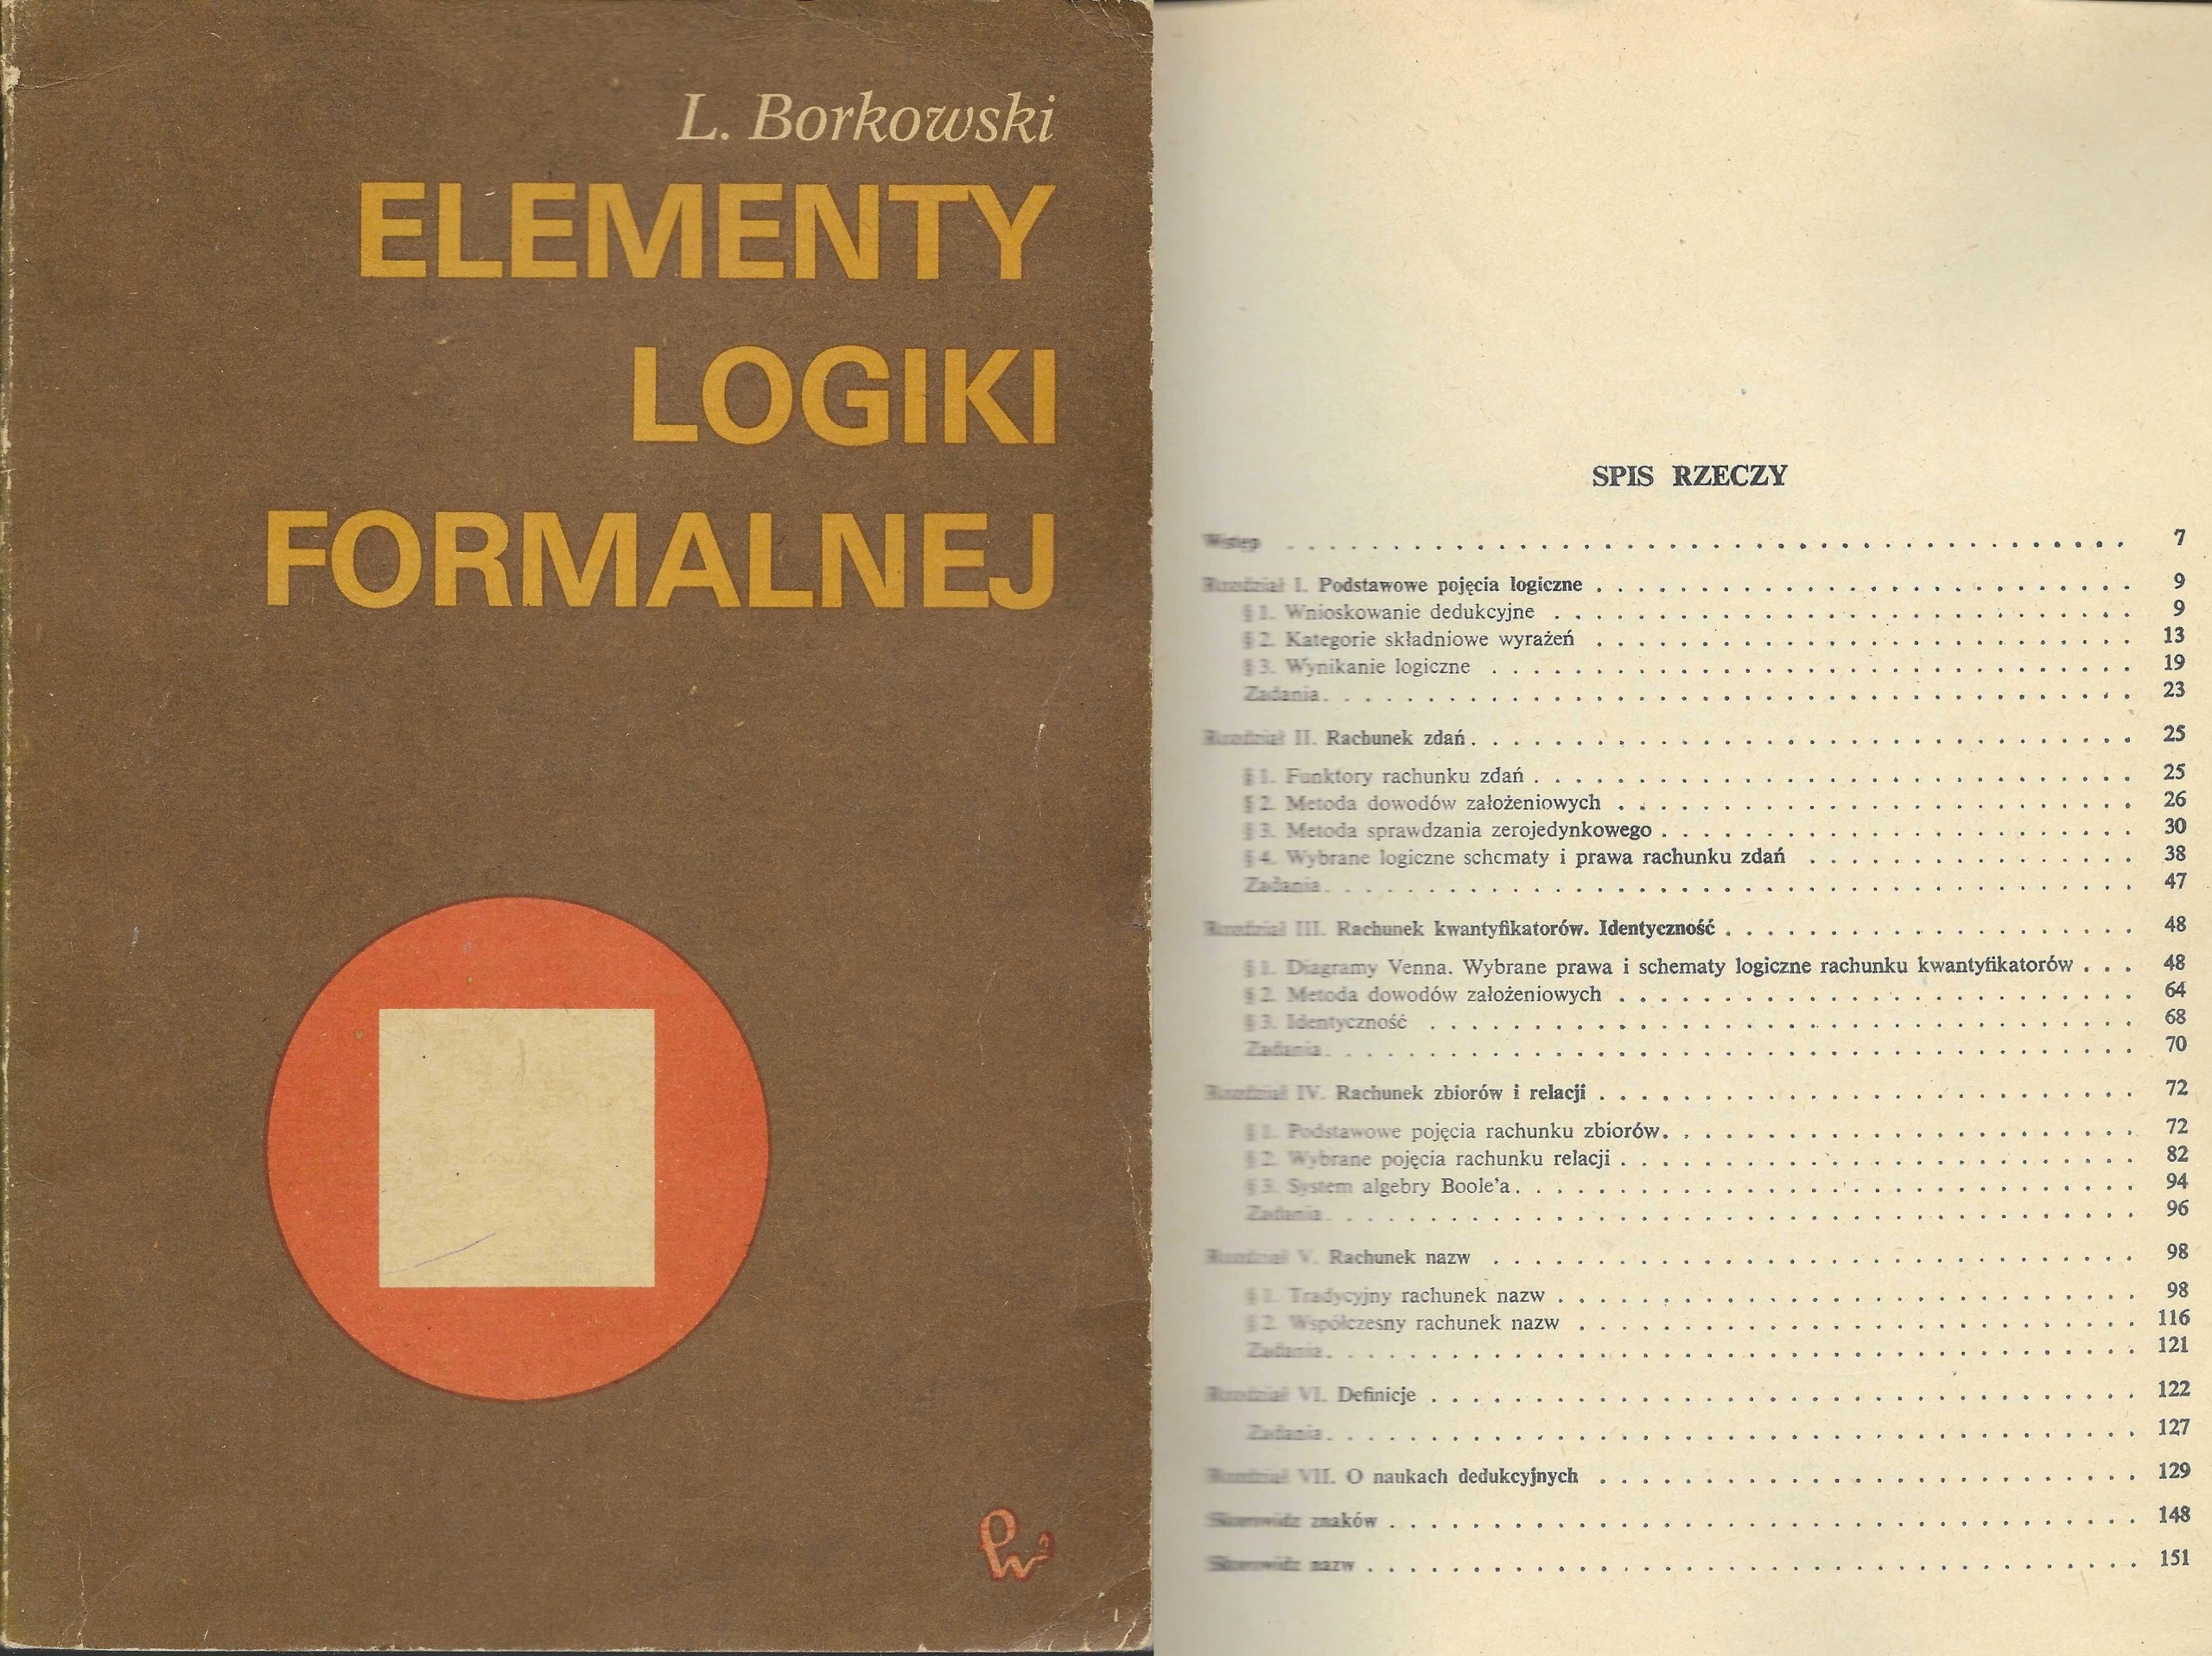 L. Borkowski
ELEMENTY
LOGIKI
FORMALNEJ
SPIS RZECZY
Wstęp . . . . . . . . . . . . . . . . . . . . 7
Rozdział I. Podstawowe pojęcia logiczne . . . . . . . . . . 9
§ 1. Wnioskowanie dedukcyjne . . . . . . . . . . 9
§ 2. Kategorie składniowe wyrażeń . . . . . . . . . . 13
§ 3. Wynikanie logiczne . . . . . . . . . . 19
Zadania . . . . . . . . . . 23
Rozdział II. Rachunek zdań . . . . . . . . . . 25
§ 1. Funktory rachunku zdań . . . . . . . . . . 25
§ 2. Metoda dowodów założeniowych . . . . . . . . . . 26
§ 3. Metoda sprawdzania zerojedynkowego . . . . . . . . . . 30
§ 4. Wybrane logiczne schematy i prawa rachunku zdań . . . . . . . . . . 38
Zadania . . . . . . . . . . 47
Rozdział III. Rachunek kwantyfikatorów. Identyczność . . . . . . . . . . 48
§ 1. Diagramy Venna. Wybrane prawa i schematy logiczne rachunku kwantyfikatorów . . . 48
§ 2. Metoda dowodów założeniowych . . . . . . . . . . 64
§ 3. Identyczność . . . . . . . . . . 68
Zadania . . . . . . . . . . 70
Rozdział IV. Rachunek zbiorów i relacji . . . . . . . . . . 72
§ 1. Podstawowe pojęcia rachunku zbiorów . . . . . . . . . . 72
§ 2. Wybrane pojęcia rachunku relacji . . . . . . . . . . 82
§ 3. System algebry Boole'a . . . . . . . . . . 94
Zadania . . . . . . . . . . 96
Rozdział V. Rachunek nazw . . . . . . . . . . 98
§ 1. Tradycyjny rachunek nazw . . . . . . . . . . 98
§ 2. Współczesny rachunek nazw . . . . . . . . . . 116
Zadania . . . . . . . . . . 121
Rozdział VI. Definicje . . . . . . . . . . 122
Zadania . . . . . . . . . . 127
Rozdział VII. O naukach dedukcyjnych . . . . . . . . . . 129
Skorowidz znaków . . . . . . . . . . 148
Skorowidz nazw . . . . . . . . . . 151